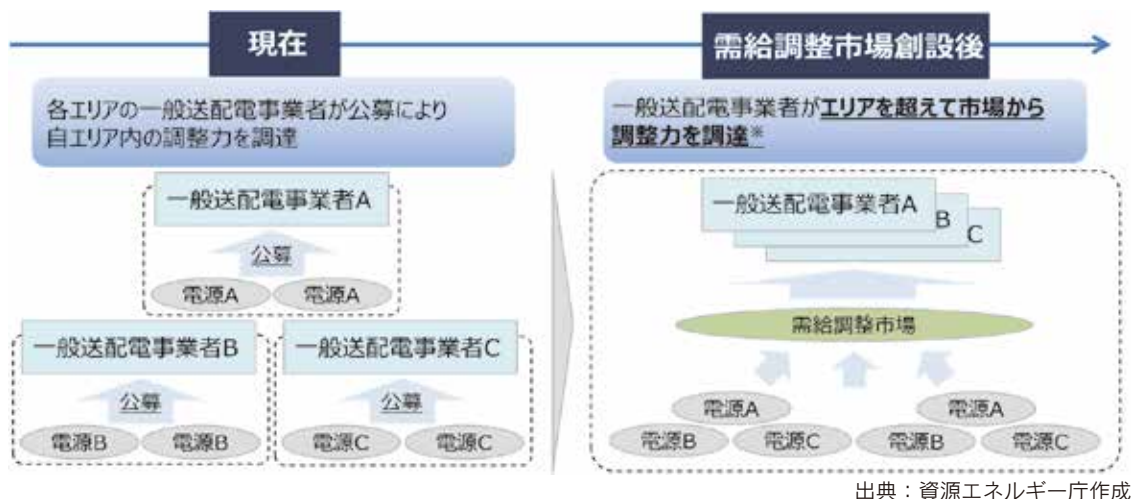 現在
各エリアの一般送配電事業者が公募により
自エリア内の調整力を調達
一般送配電事業者A
公募
電源A 電源A
一般送配電事業者B
公募
電源B 電源B
一般送配電事業者C
公募
電源C 電源C
需給調整市場創設後
一般送配電事業者がエリアを超えて市場から
調整力を調達※
一般送配電事業者A
B
C
需給調整市場
電源A 電源A
電源B 電源C 電源B 電源C
出典：資源エネルギー庁作成